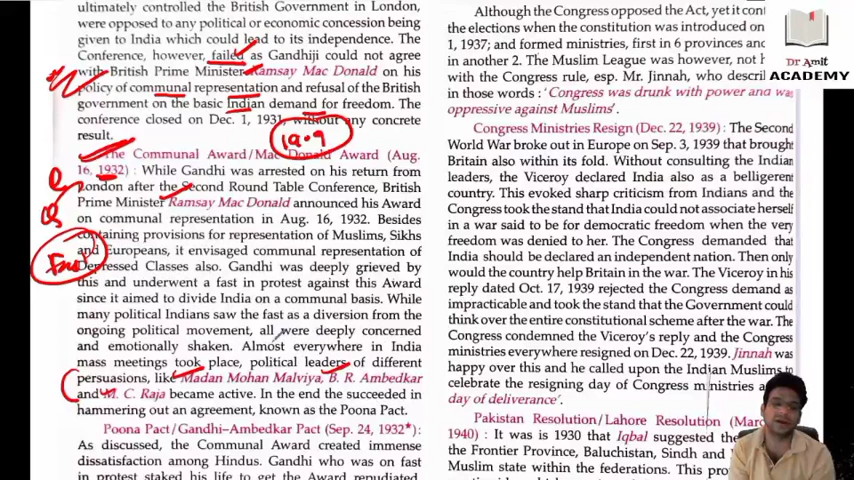 ultimately controlled the British Government in London,
were opposed to any political or economic concession being
given to India which could lead to its independence. The
Conference, however, failed as Gandhiji could not agree
with British Prime Minister Ramsay Mac Donald on his
policy of communal representation and refusal of the British
government on the basic Indian demand for freedom. The
conference closed on Dec. 1, 1931, without any concrete
result.
The Communal Award/Mac Donald Award (Aug.
16, 1932) : While Gandhi was arrested on his return from
London after the Second Round Table Conference, British
Prime Minister Ramsay Mac Donald announced his Award
on communal representation in Aug. 16, 1932. Besides
containing provisions for representation of Muslims, Sikhs
and Europeans, it envisaged communal representation of
Depressed Classes also. Gandhi was deeply grieved by
this and underwent a fast in protest against this Award
since it aimed to divide India on a communal basis. While
many political Indians saw the fast as a diversion from the
ongoing political movement, all were deeply concerned
and emotionally shaken. Almost everywhere in India
mass meetings took place, political leaders of different
persuasions, like Madan Mohan Malviya, B. R. Ambedkar
and M. C. Raja became active. In the end the succeeded in
hammering out an agreement, known as the Poona Pact.
Poona Pact/Gandhi–Ambedkar Pact (Sep. 24, 1932*) :
As discussed, the Communal Award created immense
dissatisfaction among Hindus. Gandhi who was on fast
in protest staked his life to get the Award repudiated.
Although the Congress opposed the Act, yet it
the elections when the constitution was introduced on
1, 1937; and formed ministries, first in 6 provinces and
in another 2. The Muslim League was however, not
with the Congress rule, esp. Mr. Jinnah, who
in those words : 'Congress was drunk with power and was
oppressive against Muslims'.
Congress Ministries Resign (Dec. 22, 1939) : The Second
World War broke out in Europe on Sep. 3, 1939 that brought
Britain also within its fold. Without consulting the Indian
leaders, the Viceroy declared India also as a belligerent
country. This evoked sharp criticism from Indians and the
Congress took the stand that India could not associate herself
in a war said to be for democratic freedom when the very
freedom was denied to her. The Congress demanded that
India should be declared an independent nation. Then only
would the country help Britain in the war. The Viceroy in his
reply dated Oct. 17, 1939 rejected the Congress demand as
impracticable and took the stand that the Government could
think over the entire constitutional scheme after the war. The
Congress condemned the Viceroy's reply and the Congress
ministries everywhere resigned on Dec. 22, 1939. Jinnah was
happy over this and he called upon the Indian Muslims to
celebrate the resigning day of Congress ministries
day of deliverance'.
Pakistan Resolution/Lahore Resolution
1940) : It was in 1930 that Iqbal suggested the
the Frontier Province, Baluchistan, Sindh
Muslim state within the federations. This
Dr Amit
ACADEMY